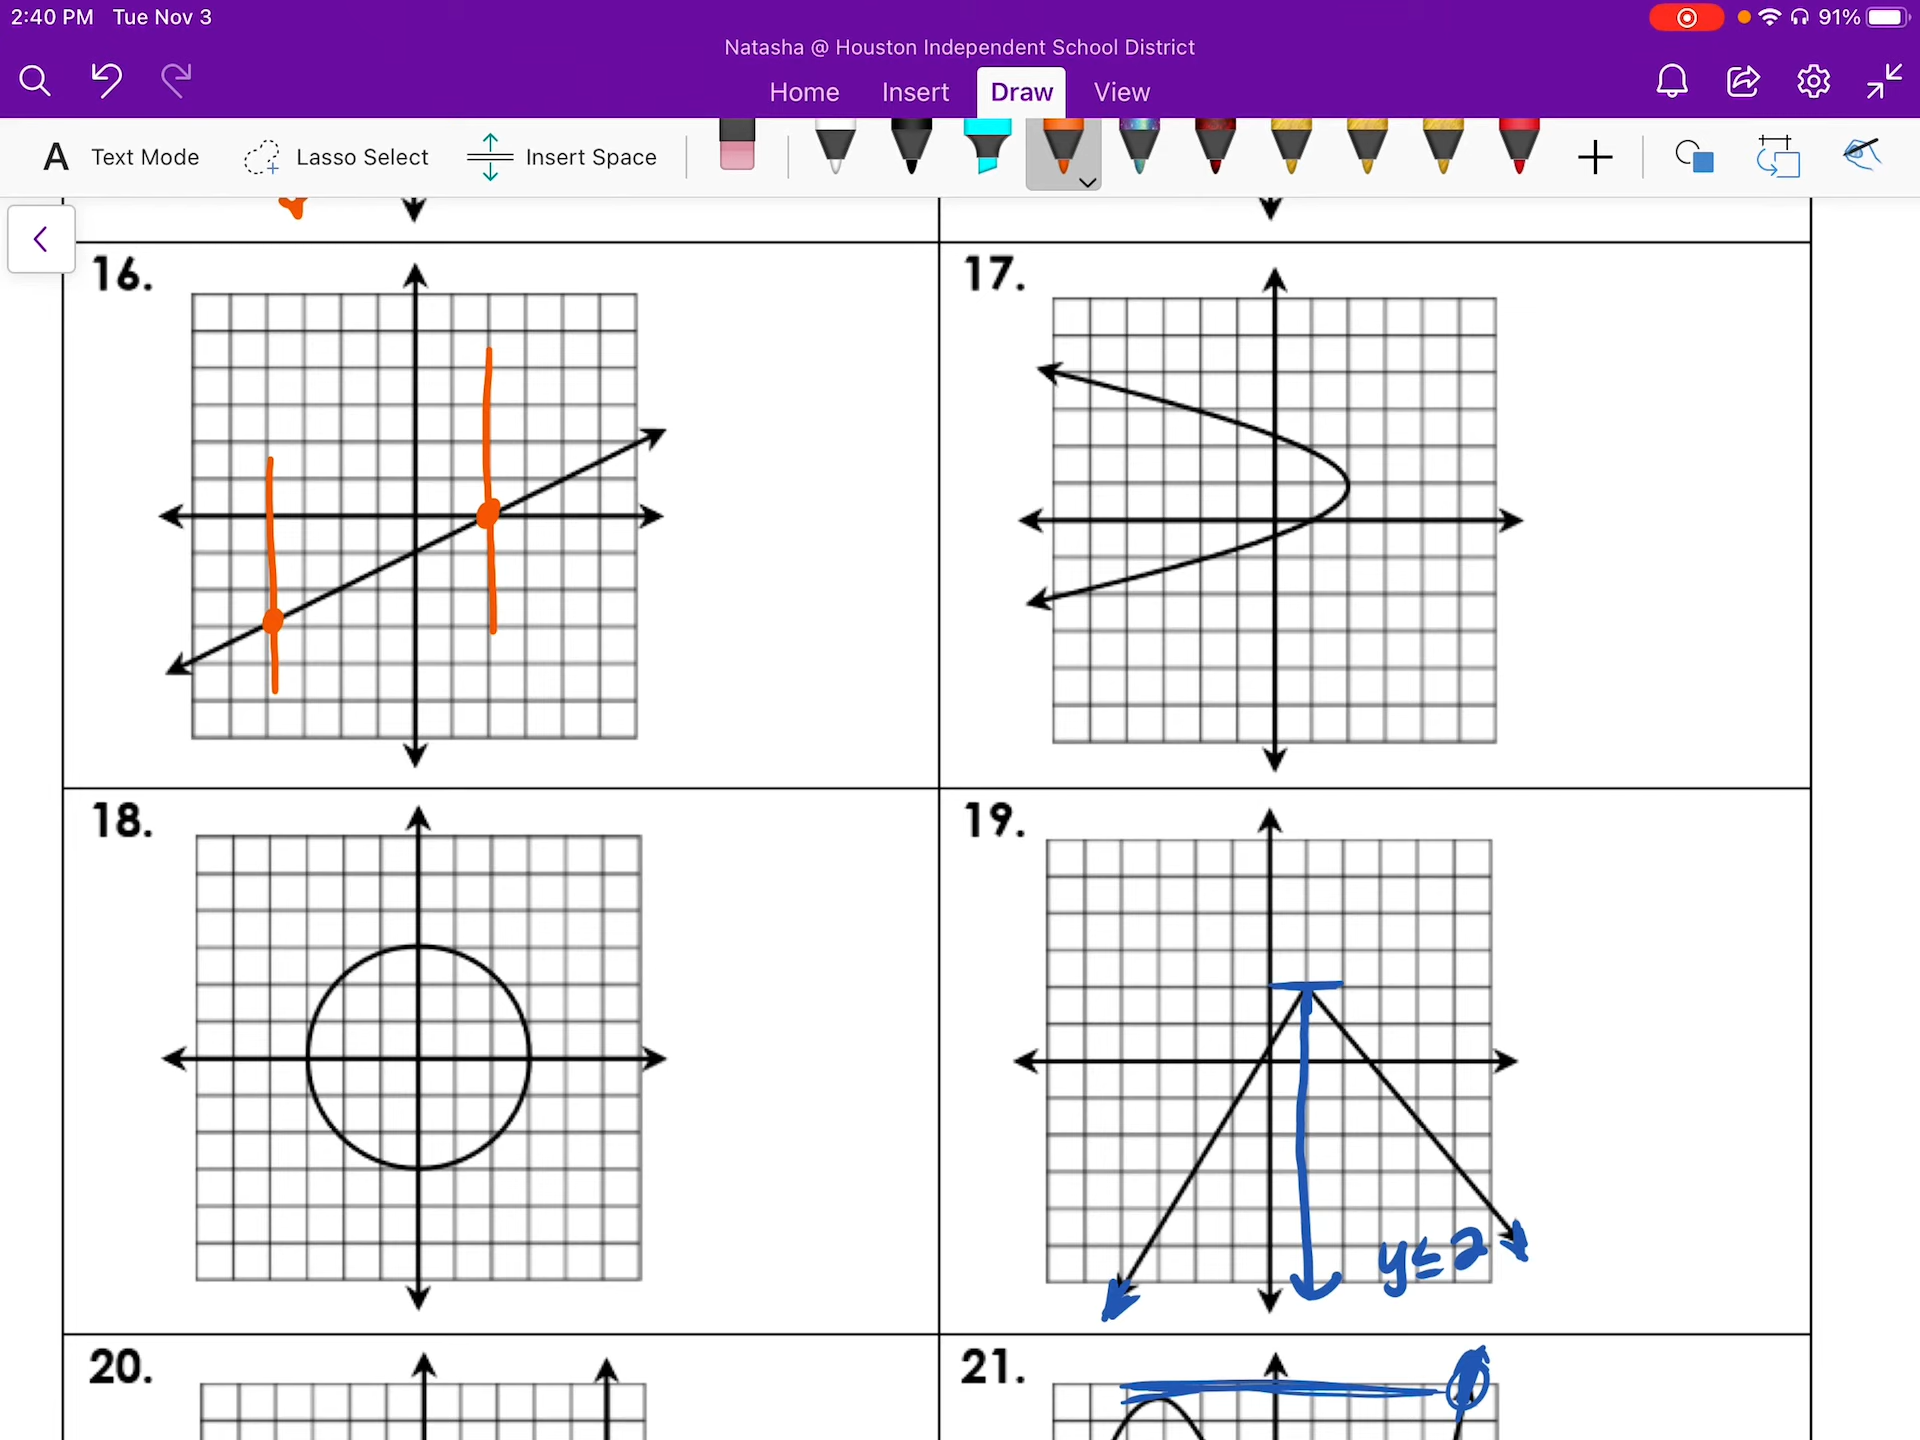 2:40 PM Tue Nov 3
91%
Natasha @ Houston Independent School District
Home Insert Draw View
A Text Mode Lasso Select Insert Space
16.
17.
18.
19.
y≤2
20.
21.